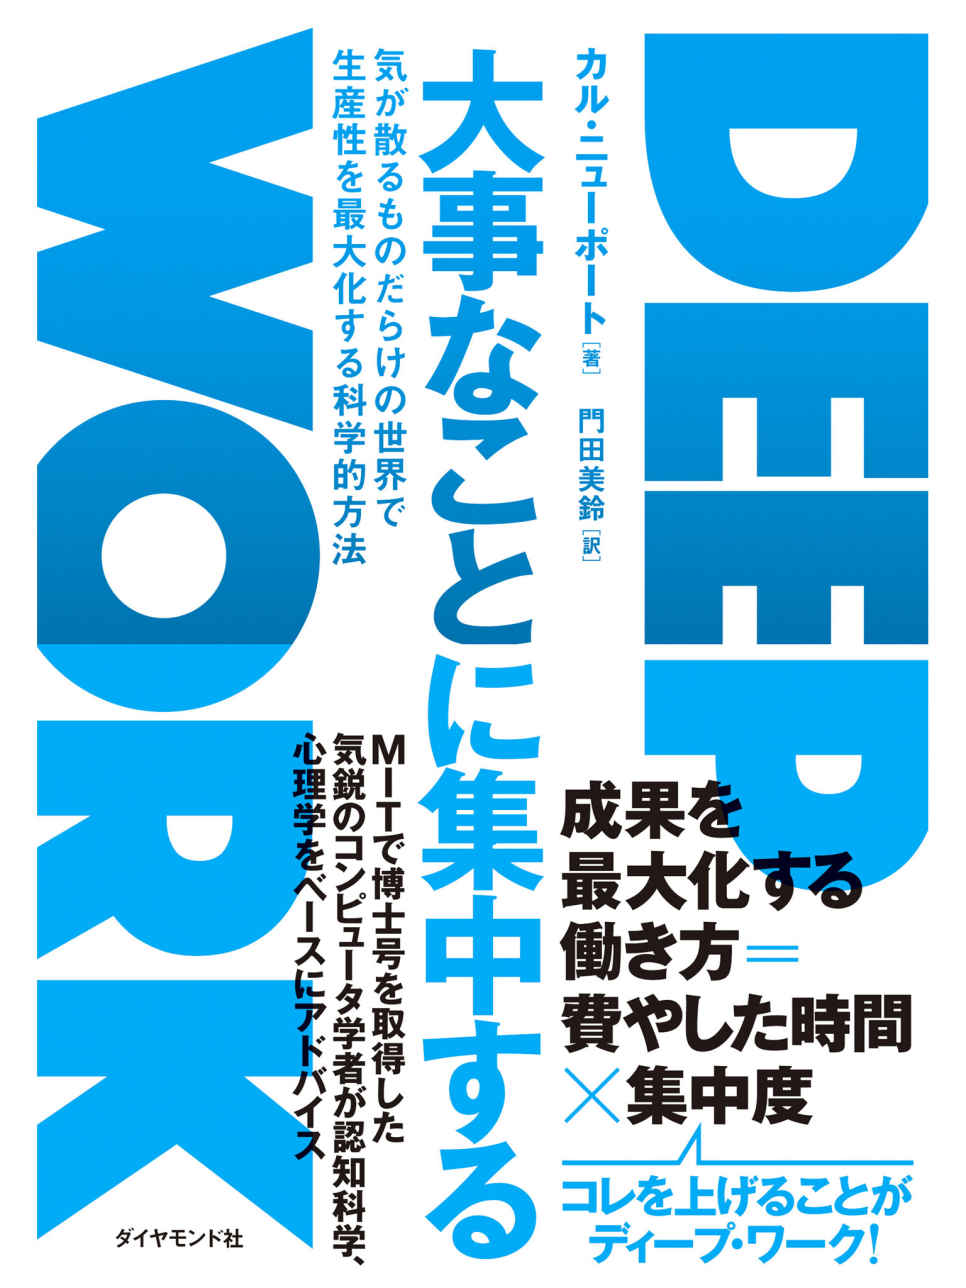 DEEP
WORK
カル・ニューポート[著] 門田美鈴[訳]
大事なことに集中する
気が散るものだらけの世界で
生産性を最大化する科学的方法
成果を
最大化する
働き方=
費やした時間
×集中度
コレを上げることが
ディープ・ワーク!
MITで博士号を取得した
気鋭のコンピュータ学者が認知科学、
心理学をベースにアドバイス
ダイヤモンド社